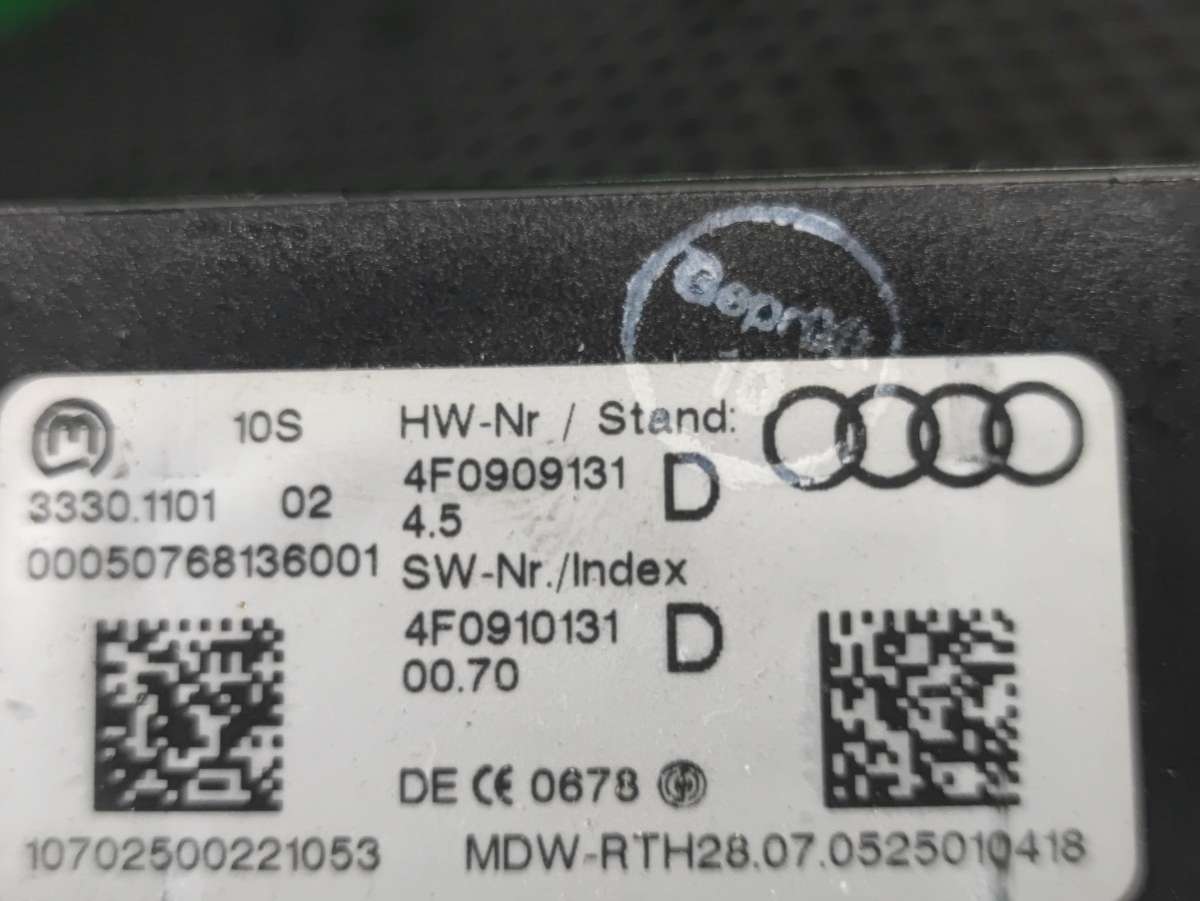 Geprüft
10S
3330.1101 02
00050768136001
HW-Nr / Stand:
4F0909131 D
4.5
SW-Nr./Index
4F0910131 D
00.70
DE CE 0678
10702500221053
MDW-RTH28.07.0525010418